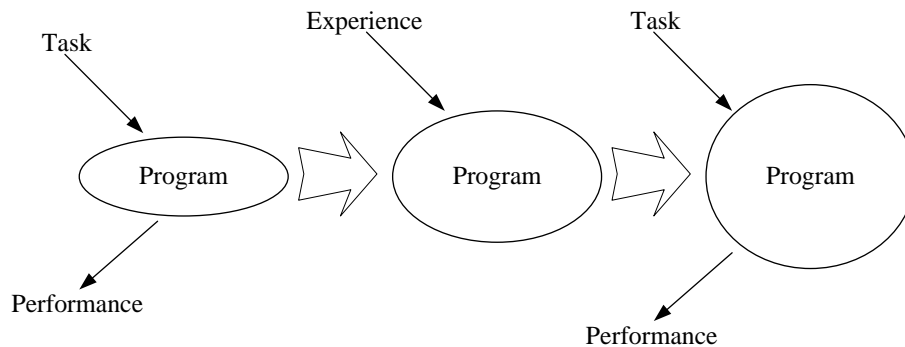 Experience
Task
Task
Program
Program
Program
Performance
Performance